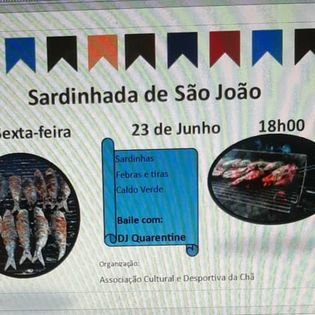 Sardinhada de São João
Sexta-feira 23 de Junho 18h00
Sardinhas
Febras e tiras
Caldo Verde
Baile com:
DJ Quarentine
Organização:
Associação Cultural e Desportiva da Chã